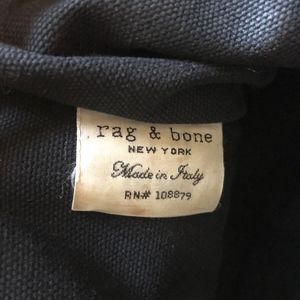 rag & bone
NEW YORK
Made in Italy
RN# 108879